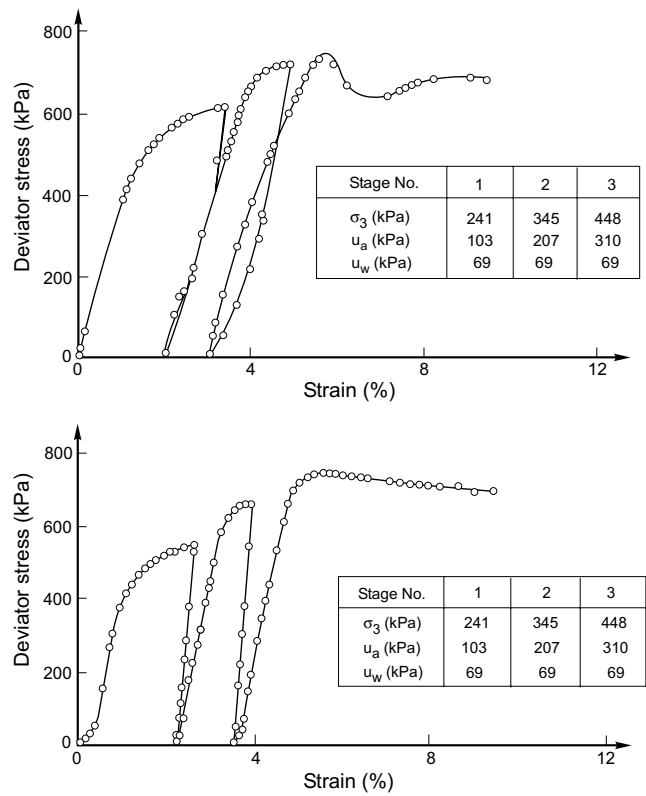 800
600
400
200
0
Deviator stress (kPa)
0 4 8 12
Strain (%)
Stage No. 1 2 3
σ3 (kPa) 241 345 448
ua (kPa) 103 207 310
uw (kPa) 69 69 69
800
600
400
200
0
Deviator stress (kPa)
0 4 8 12
Strain (%)
Stage No. 1 2 3
σ3 (kPa) 241 345 448
ua (kPa) 103 207 310
uw (kPa) 69 69 69